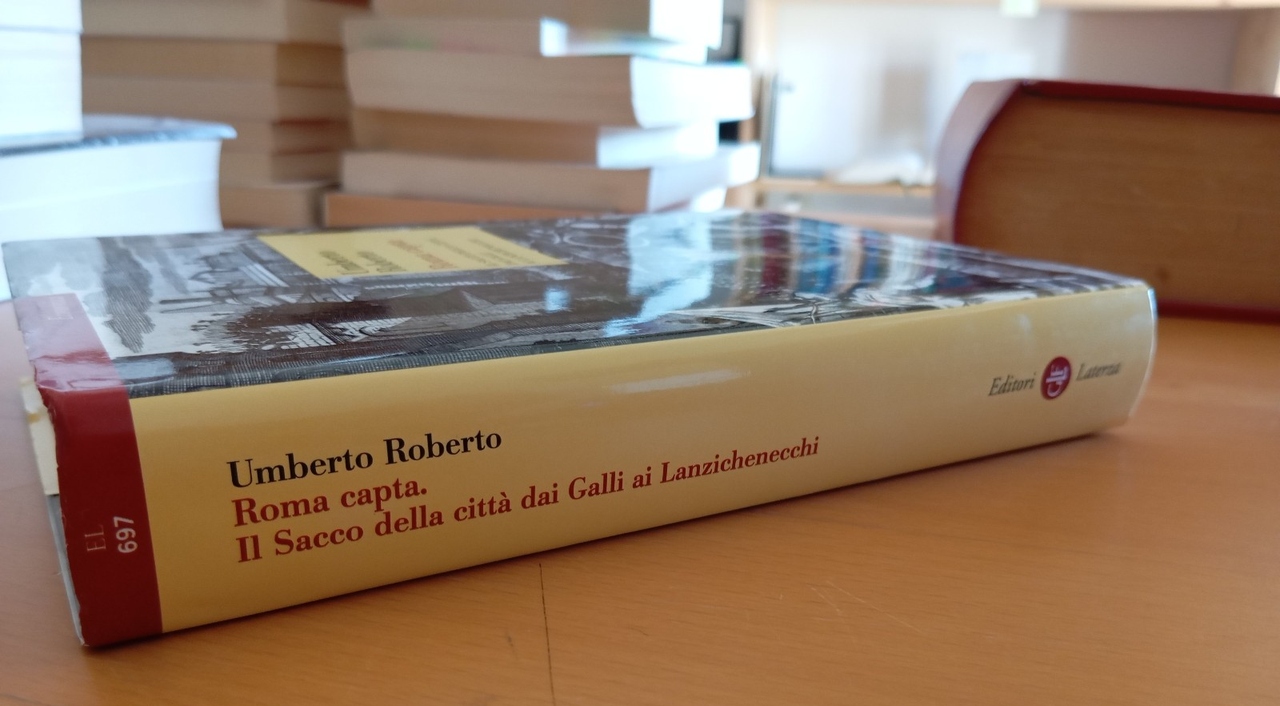 Umberto Roberto
Roma capta.
Il Sacco della città dai Galli ai Lanzichenecchi
Editori Laterza
EL
697